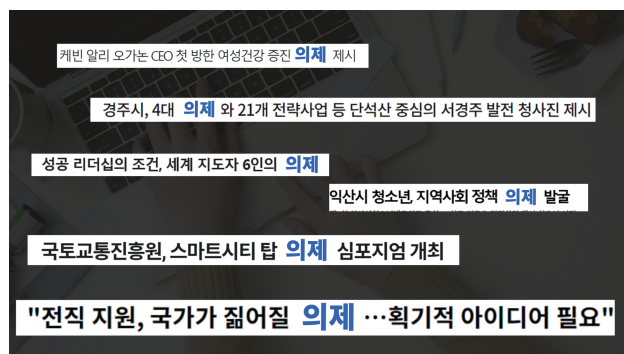 케빈 알리 오가논 CEO 첫 방한 여성건강 증진 의제 제시
경주시, 4대 의제 와 21개 전략사업 등 단석산 중심의 서경주 발전 청사진 제시
성공 리더십의 조건, 세계 지도자 6인의 의제
익산시 청소년, 지역사회 정책 의제 발굴
국토교통진흥원, 스마트시티 탑 의제 심포지엄 개최
"전직 지원, 국가가 짊어질 의제 …획기적 아이디어 필요"